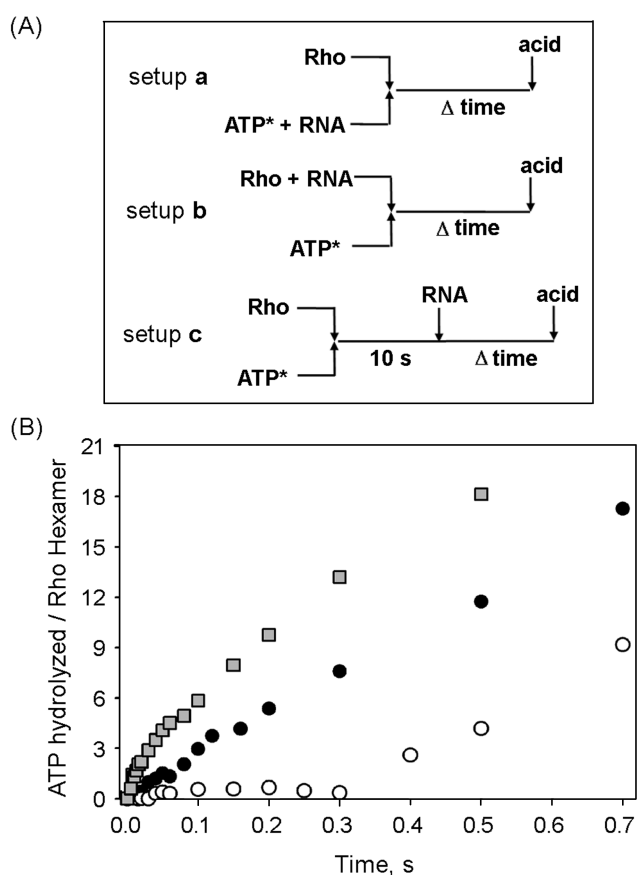 (A)
setup a
Rho
ATP* + RNA
Δ time
acid
setup b
Rho + RNA
ATP*
Δ time
acid
setup c
Rho
ATP*
10 s
RNA
Δ time
acid
(B)
ATP hydrolyzed / Rho Hexamer
21
18
15
12
9
6
3
0
0.0 0.1 0.2 0.3 0.4 0.5 0.6 0.7
Time, s